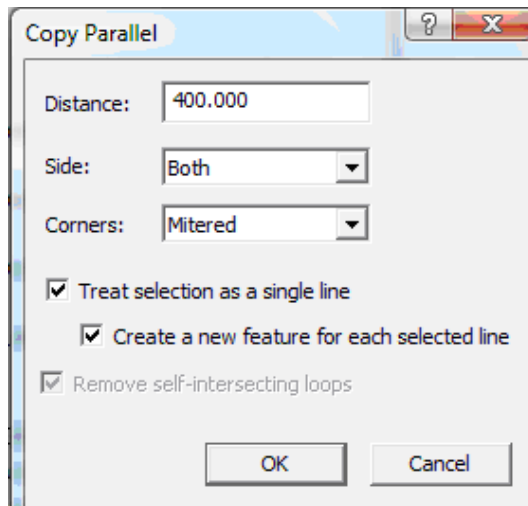 Copy Parallel ? X
Distance: 400.000
Side: Both
Corners: Mitered
Treat selection as a single line
Create a new feature for each selected line
Remove self-intersecting loops
OK Cancel